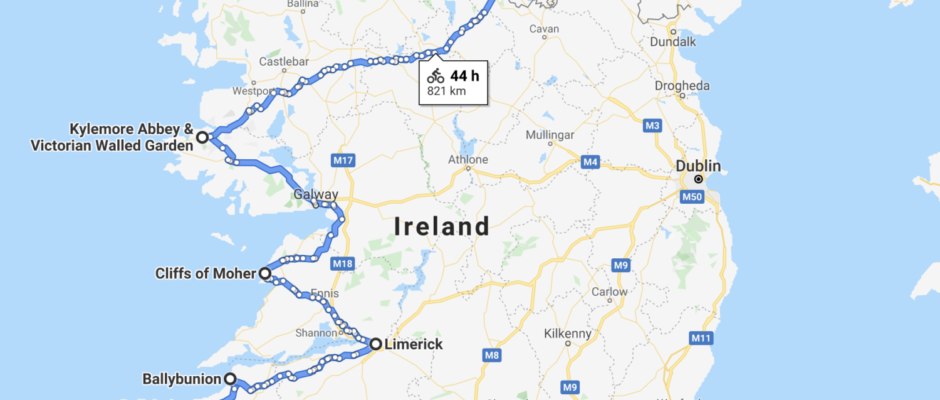 Ballina
Cavan
Dundalk
Castlebar
44 h
821 km
Westpor
Drogheda
Kylemore Abbey &
Victorian Walled Garden
M3
Mullingar
M17
Athlone
M4
Dublin
Galway
M50
Ireland
Cliffs of Moher
M18
M9
Ennis
Carlow
Shannon
Limerick
Kilkenny
M11
M8
Ballybunion
M9